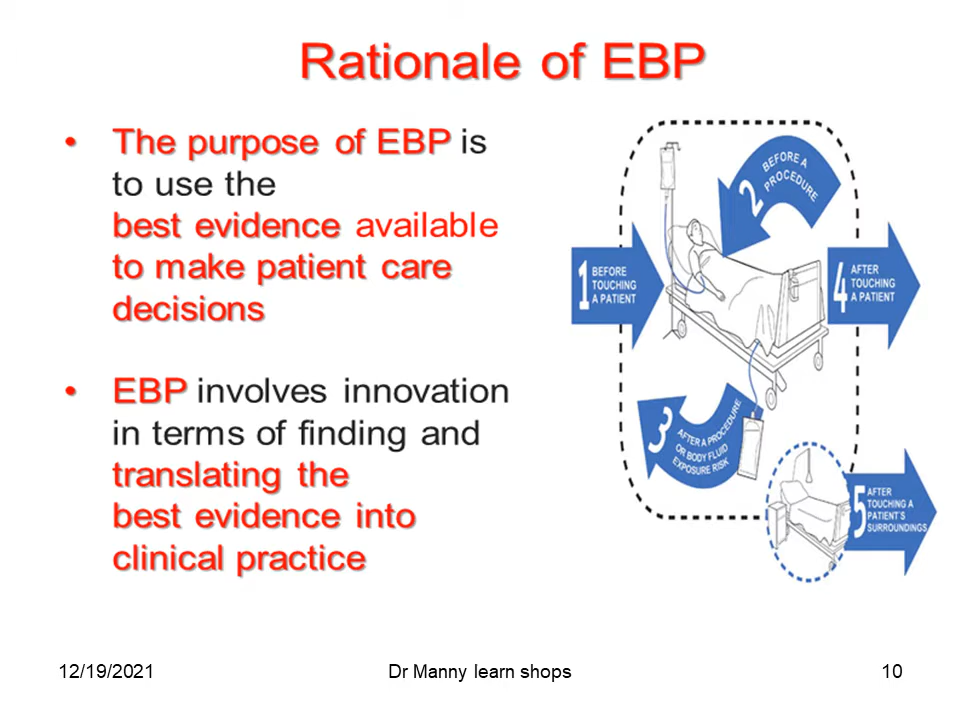 Rationale of EBP
• The purpose of EBP is
to use the
best evidence available
to make patient care
decisions
• EBP involves innovation
in terms of finding and
translating the
best evidence into
clinical practice
1 BEFORE
TOUCHING
A PATIENT
2 BEFORE A
PROCEDURE
3 AFTER A PROCEDURE
OR BODY FLUID
EXPOSURE RISK
4 AFTER
TOUCHING
A PATIENT
5 AFTER
TOUCHING A
PATIENT'S
SURROUNDINGS
12/19/2021
Dr Manny learn shops
10